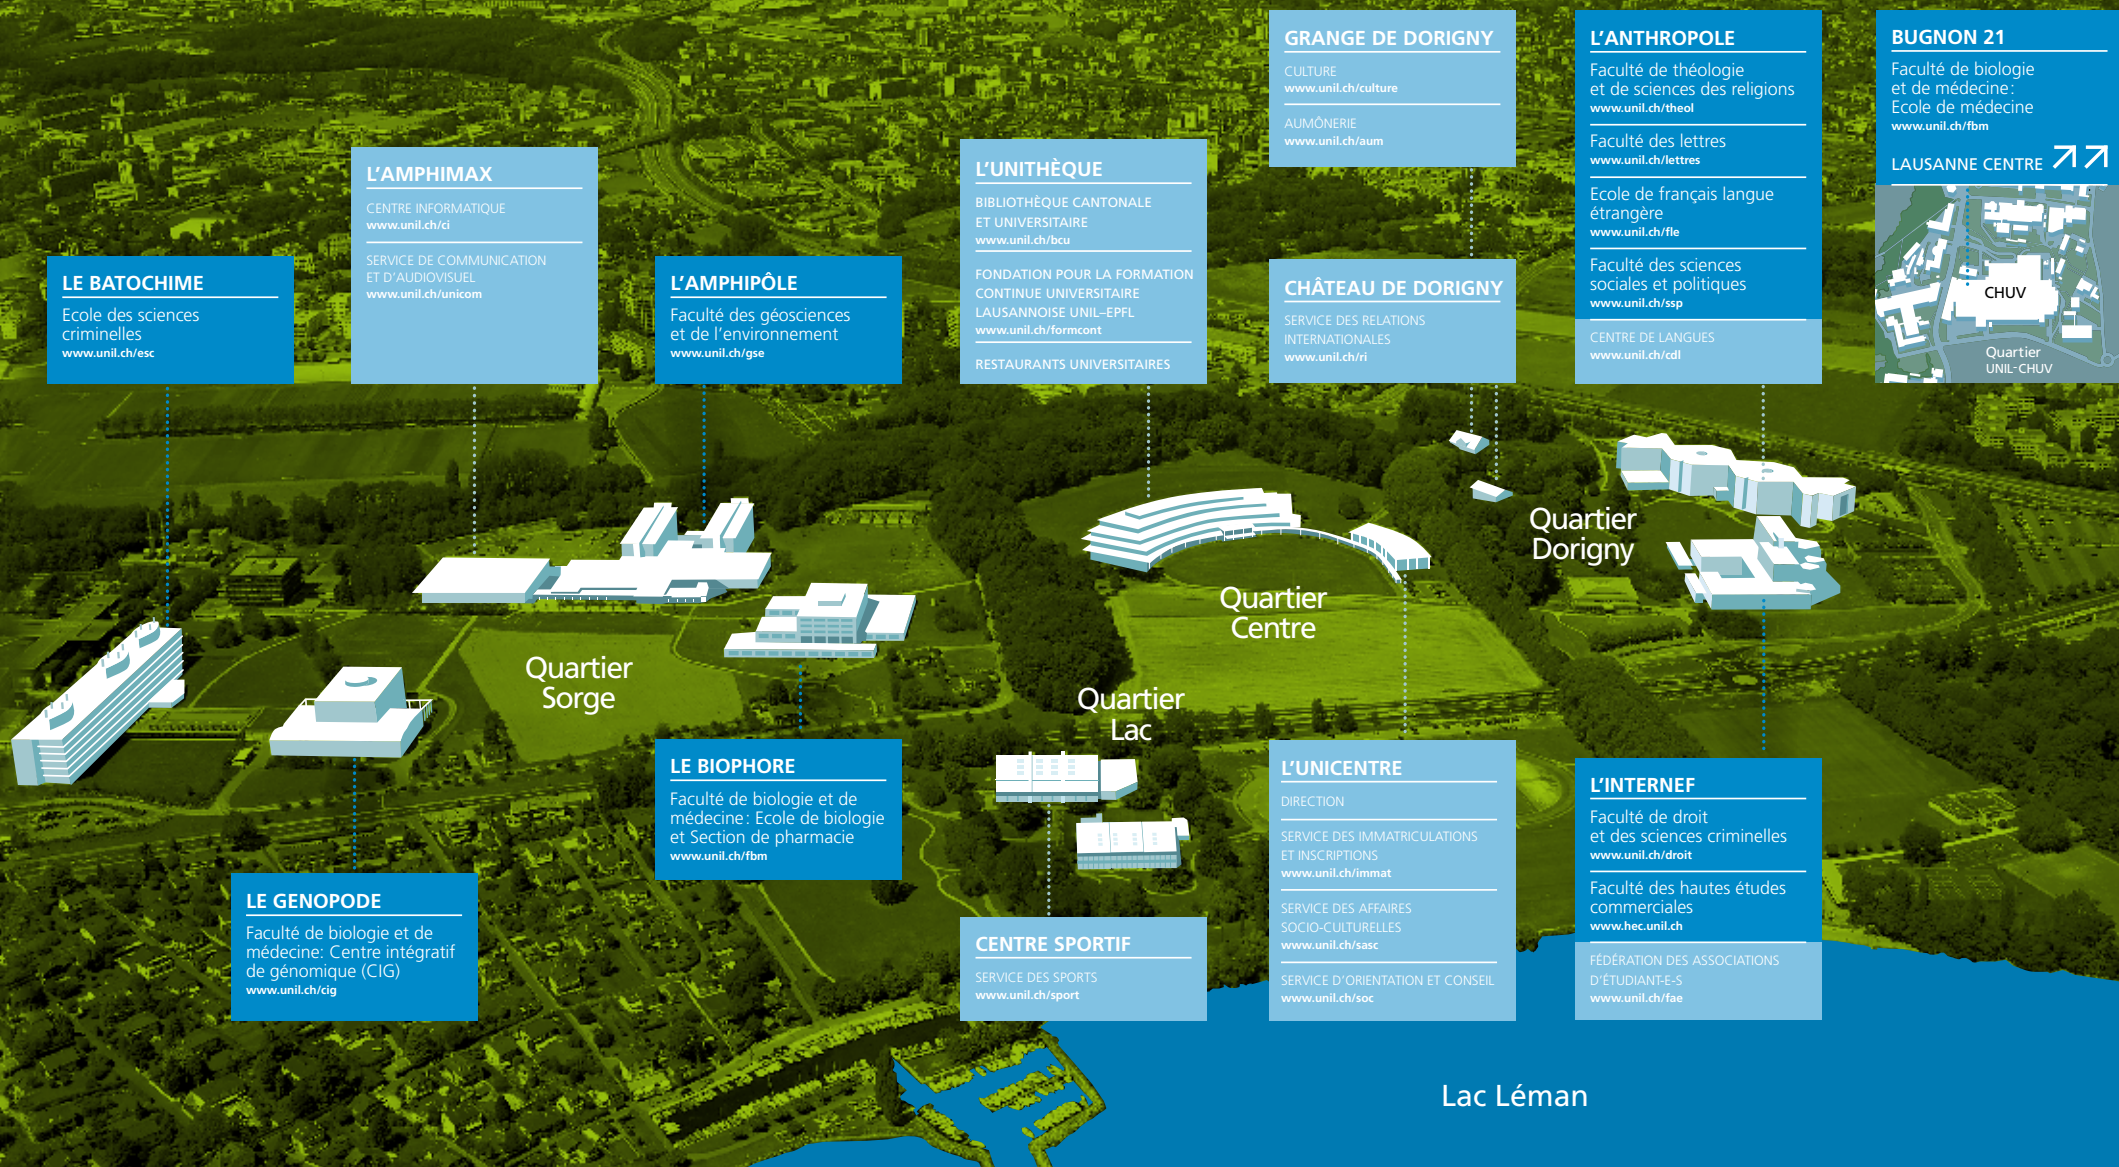 LE BATOCHIME
Ecole des sciences
criminelles
www.unil.ch/esc
L'AMPHIMAX
CENTRE INFORMATIQUE
www.unil.ch/ci
SERVICE DE COMMUNICATION
ET D'AUDIOVISUEL
www.unil.ch/unicom
L'AMPHIPÔLE
Faculté des géosciences
et de l'environnement
www.unil.ch/gse
L'UNITHÈQUE
BIBLIOTHÈQUE CANTONALE
ET UNIVERSITAIRE
www.unil.ch/bcu
FONDATION POUR LA FORMATION
CONTINUE UNIVERSITAIRE
LAUSANNOISE UNIL–EPFL
www.unil.ch/formcont
RESTAURANTS UNIVERSITAIRES
GRANGE DE DORIGNY
CULTURE
www.unil.ch/culture
AUMÔNERIE
www.unil.ch/aum
CHÂTEAU DE DORIGNY
SERVICE DES RELATIONS
INTERNATIONALES
www.unil.ch/ri
L'ANTHROPOLE
Faculté de théologie
et de sciences des religions
www.unil.ch/theol
Faculté des lettres
www.unil.ch/lettres
Ecole de français langue
étrangère
www.unil.ch/fle
Faculté des sciences
sociales et politiques
www.unil.ch/ssp
CENTRE DE LANGUES
www.unil.ch/cdl
BUGNON 21
Faculté de biologie
et de médecine:
Ecole de médecine
www.unil.ch/fbm
LAUSANNE CENTRE
CHUV
Quartier
UNIL-CHUV
Quartier
Sorge
Quartier
Centre
Quartier
Dorigny
Quartier
Lac
LE GENOPODE
Faculté de biologie et de
médecine: Centre intégratif
de génomique (CIG)
www.unil.ch/cig
LE BIOPHORE
Faculté de biologie et de
médecine: Ecole de biologie
et Section de pharmacie
www.unil.ch/fbm
CENTRE SPORTIF
SERVICE DES SPORTS
www.unil.ch/sport
L'UNICENTRE
DIRECTION
SERVICE DES IMMATRICULATIONS
ET INSCRIPTIONS
www.unil.ch/immat
SERVICE DES AFFAIRES
SOCIO-CULTURELLES
www.unil.ch/sasc
SERVICE D'ORIENTATION ET CONSEIL
www.unil.ch/soc
L'INTERNEF
Faculté de droit
et des sciences criminelles
www.unil.ch/droit
Faculté des hautes études
commerciales
www.hec.unil.ch
FÉDÉRATION DES ASSOCIATIONS
D'ÉTUDIANT-E-S
www.unil.ch/fae
Lac Léman